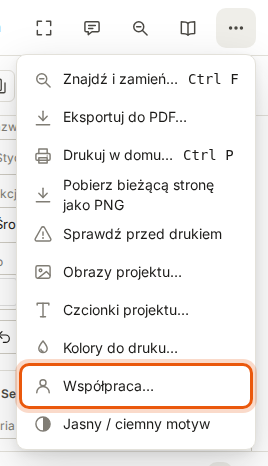 Znajdź i zamień... Ctrl F
Eksportuj do PDF...
Drukuj w domu... Ctrl P
Pobierz bieżącą stronę
jako PNG
Sprawdź przed drukiem
Obrazy projektu...
Czcionki projektu...
Kolory do druku...
Współpraca...
Jasny / ciemny motyw